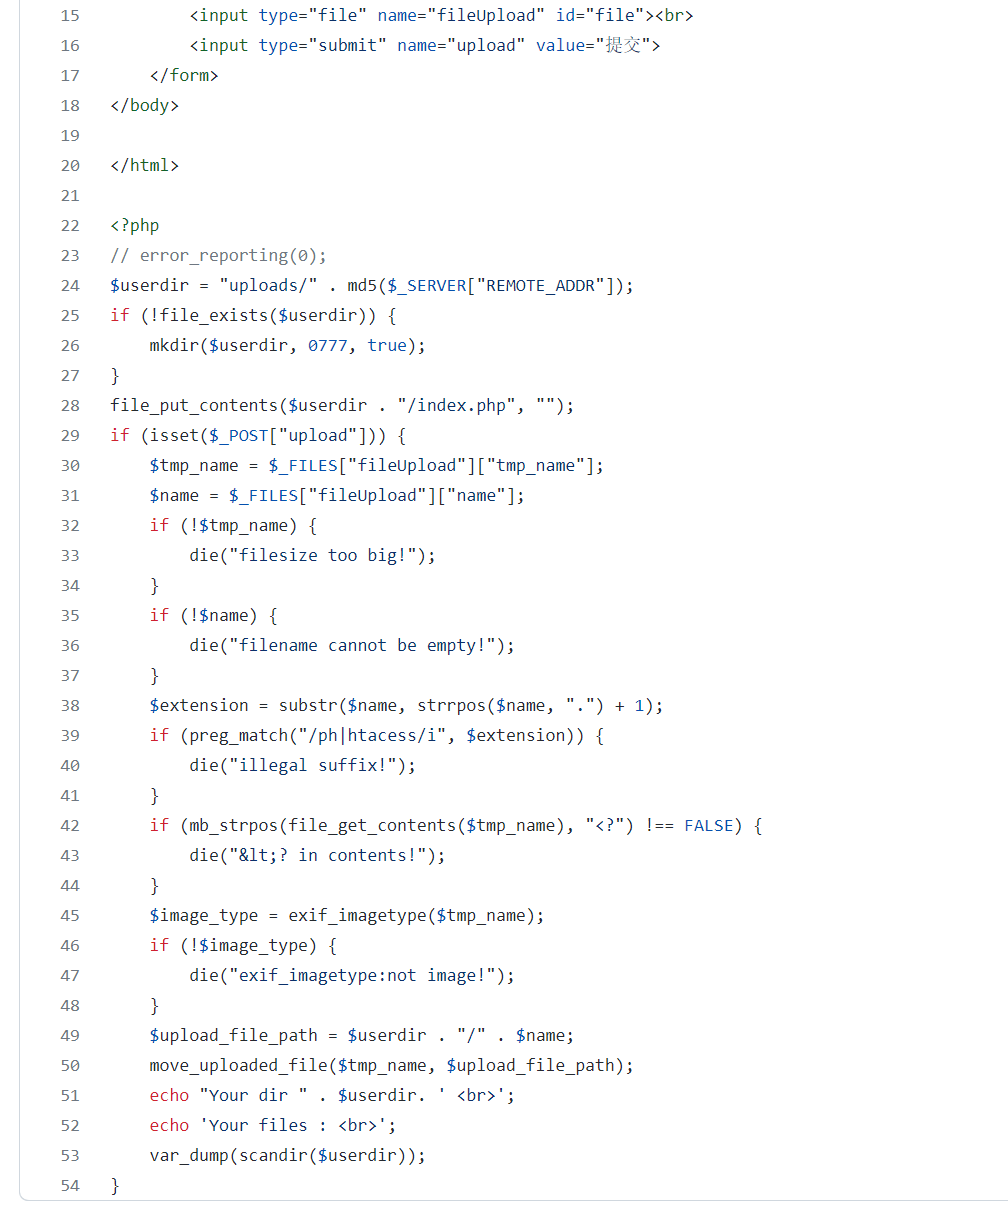 15 <input type="file" name="fileUpload" id="file"><br>
16 <input type="submit" name="upload" value="提交">
17 </form>
18 </body>
19
20 </html>
21
22 <?php
23 // error_reporting(0);
24 $userdir = "uploads/" . md5($_SERVER["REMOTE_ADDR"]);
25 if (!file_exists($userdir)) {
26 mkdir($userdir, 0777, true);
27 }
28 file_put_contents($userdir . "/index.php", "");
29 if (isset($_POST["upload"])) {
30 $tmp_name = $_FILES["fileUpload"]["tmp_name"];
31 $name = $_FILES["fileUpload"]["name"];
32 if (!$tmp_name) {
33 die("filesize too big!");
34 }
35 if (!$name) {
36 die("filename cannot be empty!");
37 }
38 $extension = substr($name, strrpos($name, ".") + 1);
39 if (preg_match("/ph|htacess/i", $extension)) {
40 die("illegal suffix!");
41 }
42 if (mb_strpos(file_get_contents($tmp_name), "<?") !== FALSE) {
43 die("&lt;? in contents!");
44 }
45 $image_type = exif_imagetype($tmp_name);
46 if (!$image_type) {
47 die("exif_imagetype:not image!");
48 }
49 $upload_file_path = $userdir . "/" . $name;
50 move_uploaded_file($tmp_name, $upload_file_path);
51 echo "Your dir " . $userdir. ' <br>';
52 echo 'Your files : <br>';
53 var_dump(scandir($userdir));
54 }